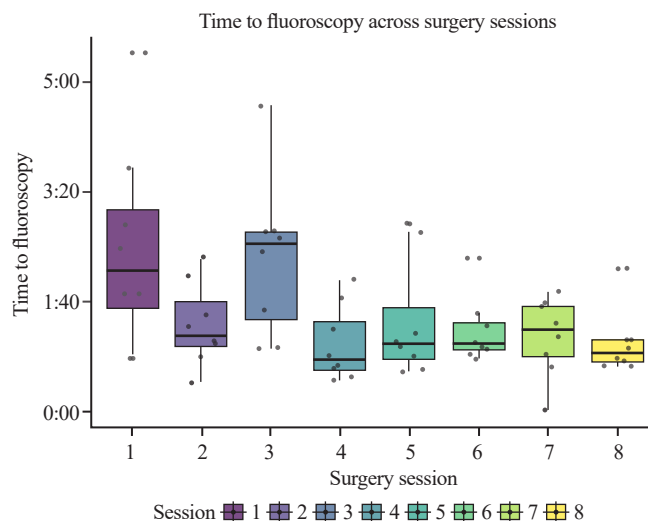 Time to fluoroscopy across surgery sessions
Time to fluoroscopy
5:00
3:20
1:40
0:00
1 2 3 4 5 6 7 8
Surgery session
Session 1 2 3 4 5 6 7 8